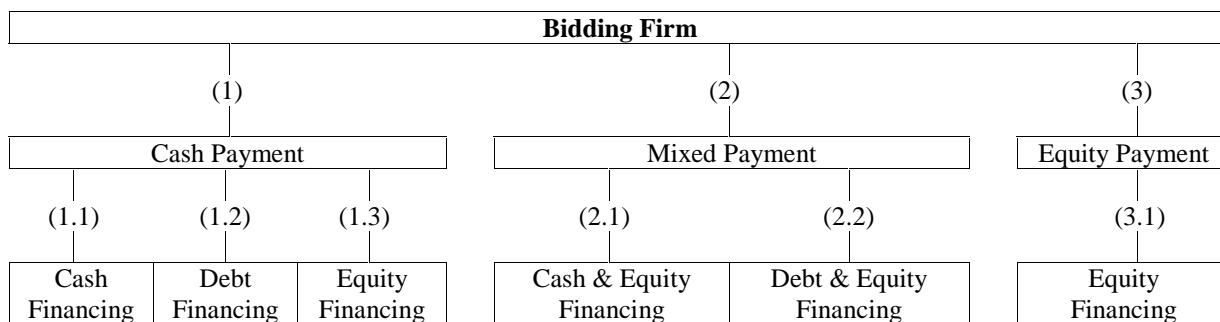 Bidding Firm
(1) (2) (3)
Cash Payment Mixed Payment Equity Payment
(1.1) (1.2) (1.3) (2.1) (2.2) (3.1)
Cash Debt Equity Cash & Equity Debt & Equity Equity
Financing Financing Financing Financing Financing Financing